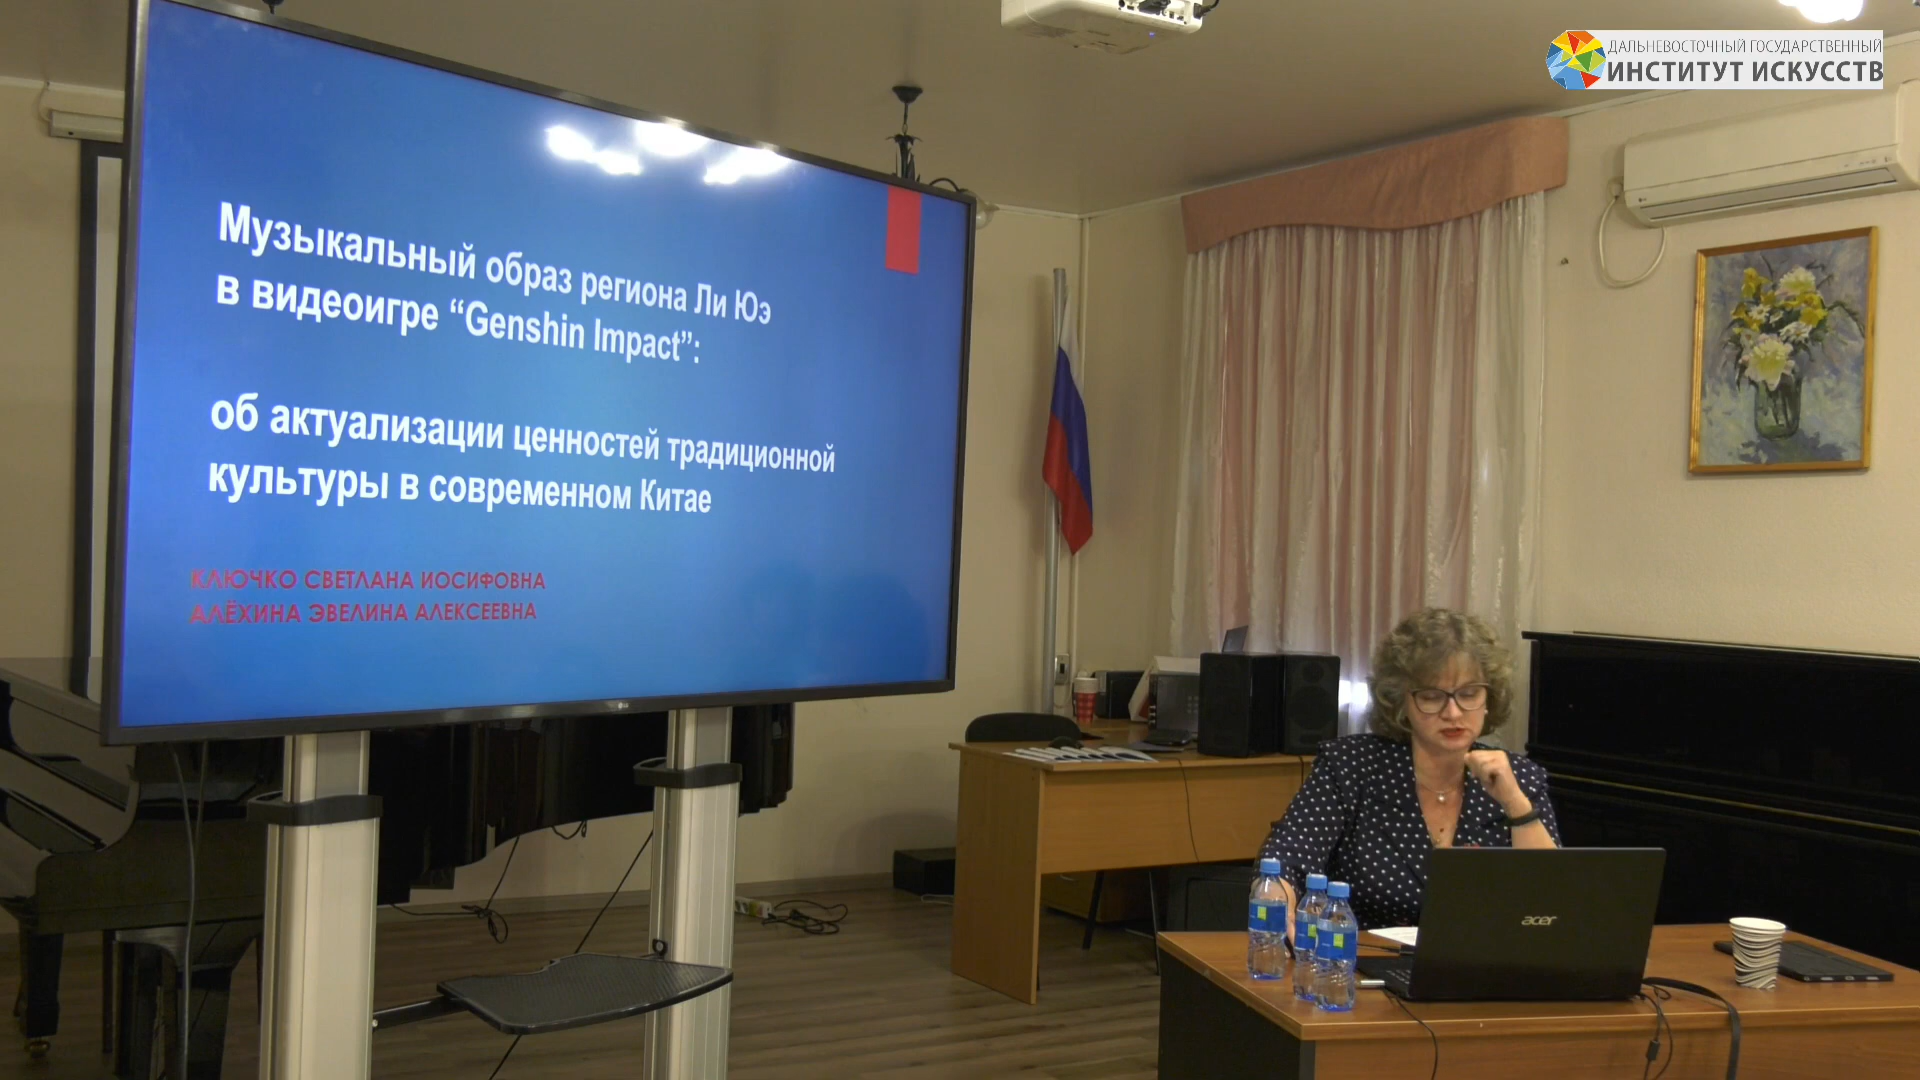 ДАЛЬНЕВОСТОЧНЫЙ ГОСУДАРСТВЕННЫЙ
ИНСТИТУТ ИСКУССТВ
Музыкальный образ региона Ли Юэ
в видеоигре “Genshin Impact”:
об актуализации ценностей традиционной
культуры в современном Китае
КЛЮЧКО СВЕТЛАНА ИОСИФОВНА
АЛЁХИНА ЭВЕЛИНА АЛЕКСЕЕВНА
LG
acer